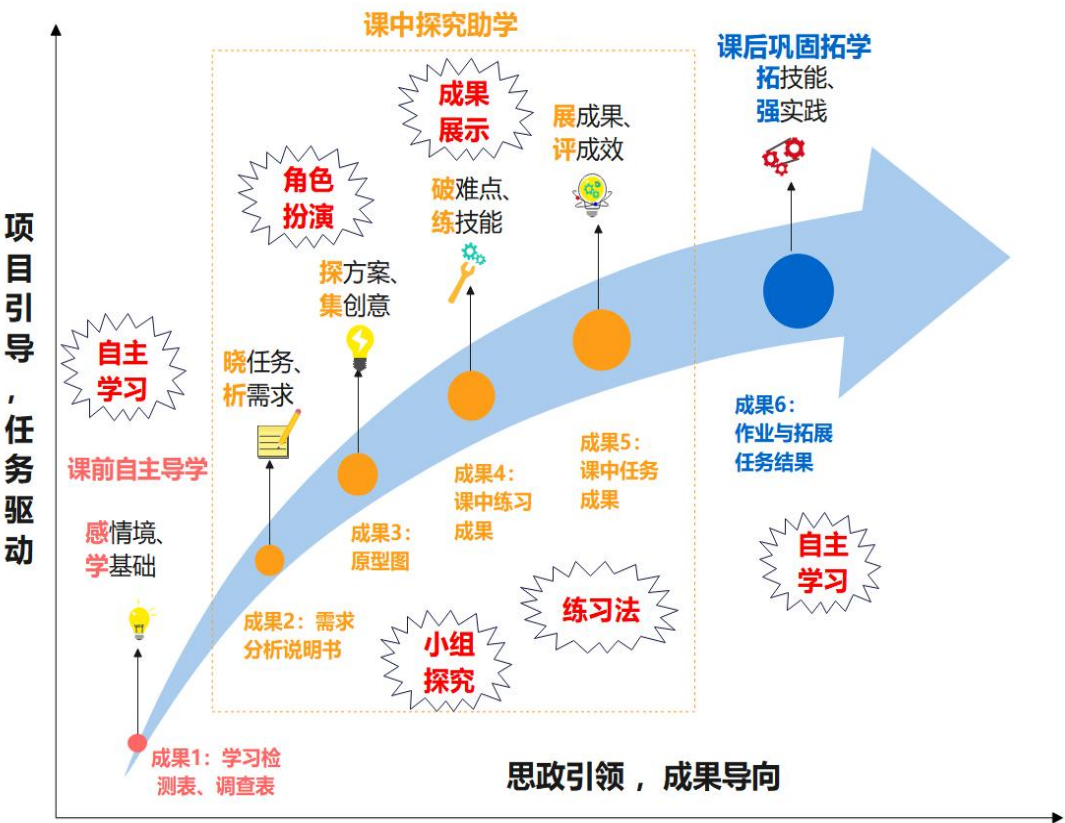 课中探究助学
课后巩固拓学
拓技能、
强实践
成果
展示
展成果、
评成效
角色
扮演
破难点、
练技能
探方案、
集创意
项目引导，任务驱动
自主
学习
晓任务、
析需求
课前自主导学
感情境、
学基础
成果6：
作业与拓展
任务结果
成果5：
课中任务
成果
成果4：
课中练习
成果
成果3：
原型图
自主
学习
练习法
成果2：需求
分析说明书
小组
探究
成果1：学习检
测表、调查表
思政引领，成果导向